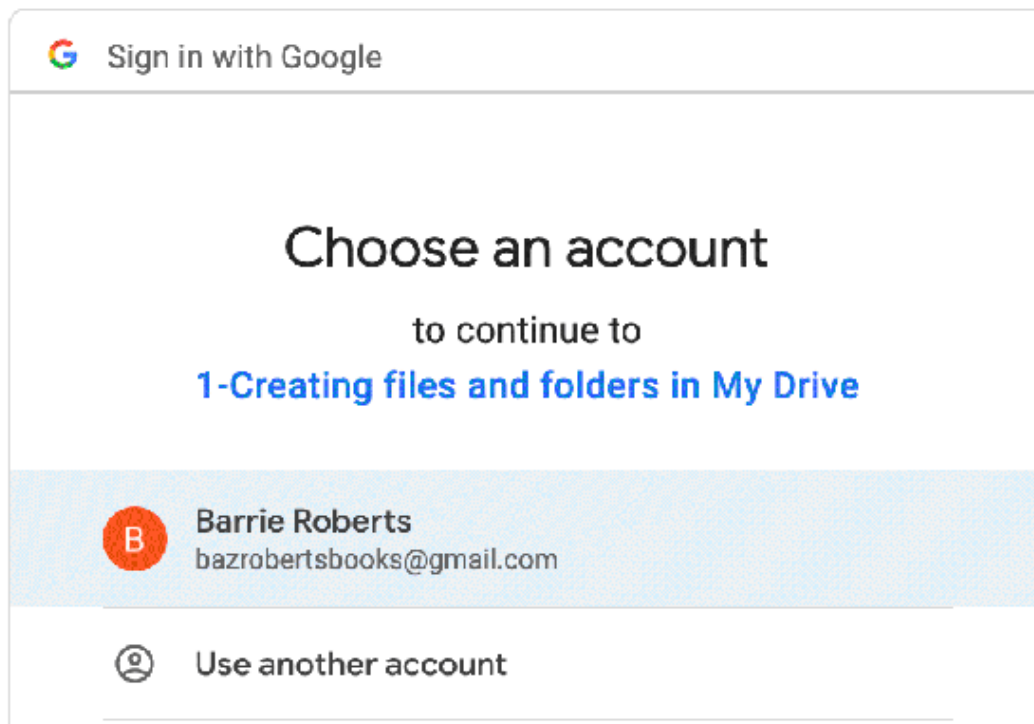 Sign in with Google
Choose an account
to continue to
1-Creating files and folders in My Drive
B
Barrie Roberts
bazrobertsbooks@gmail.com
Use another account